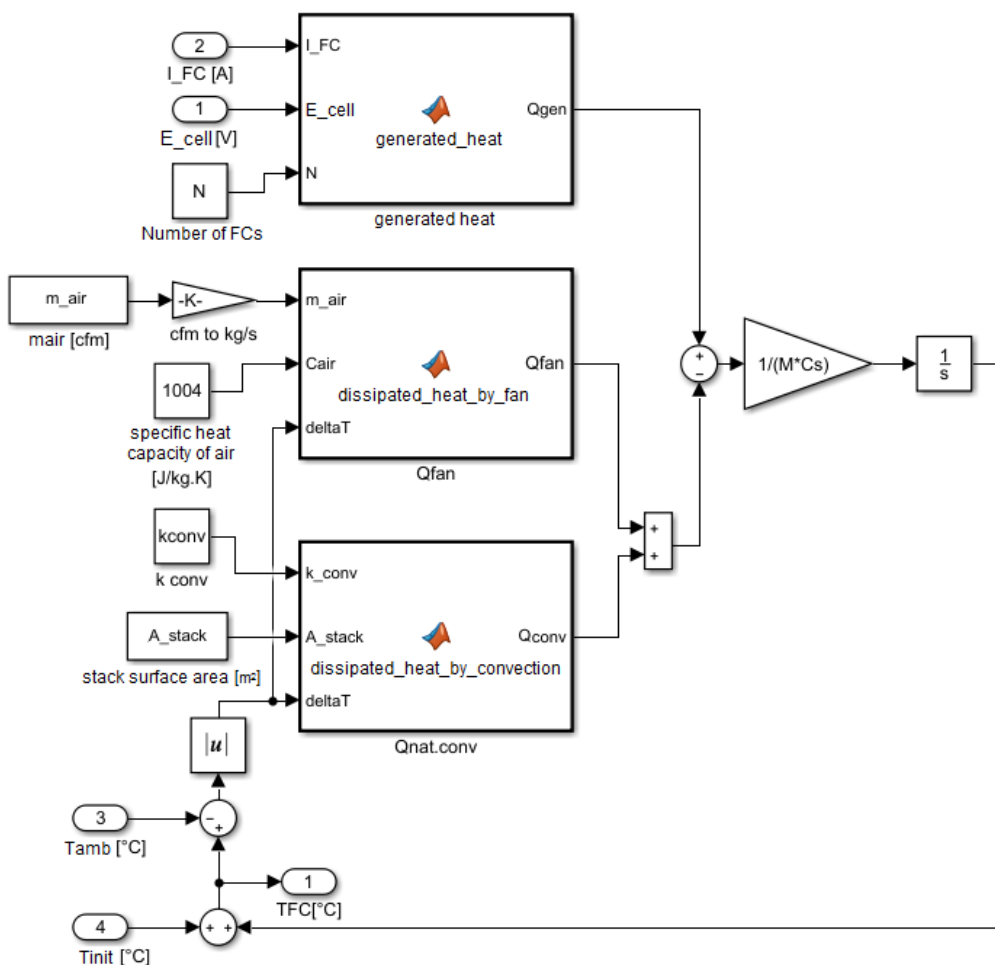 2
I_FC [A]
1
E_cell [V]
N
Number of FCs
I_FC
E_cell
N
generated_heat
Qgen
generated heat
m_air
mair [cfm]
-K-
cfm to kg/s
1004
specific heat
capacity of air
[J/kg.K]
m_air
Cair
deltaT
dissipated_heat_by_fan
Qfan
Qfan
+
−
1/(M*Cs)
1
s
kconv
k conv
A_stack
stack surface area [m²]
k_conv
A_stack
deltaT
dissipated_heat_by_convection
Qconv
Qnat.conv
+
+
|u|
3
Tamb [°C]
−
+
1
TFC[°C]
4
Tinit [°C]
+ +